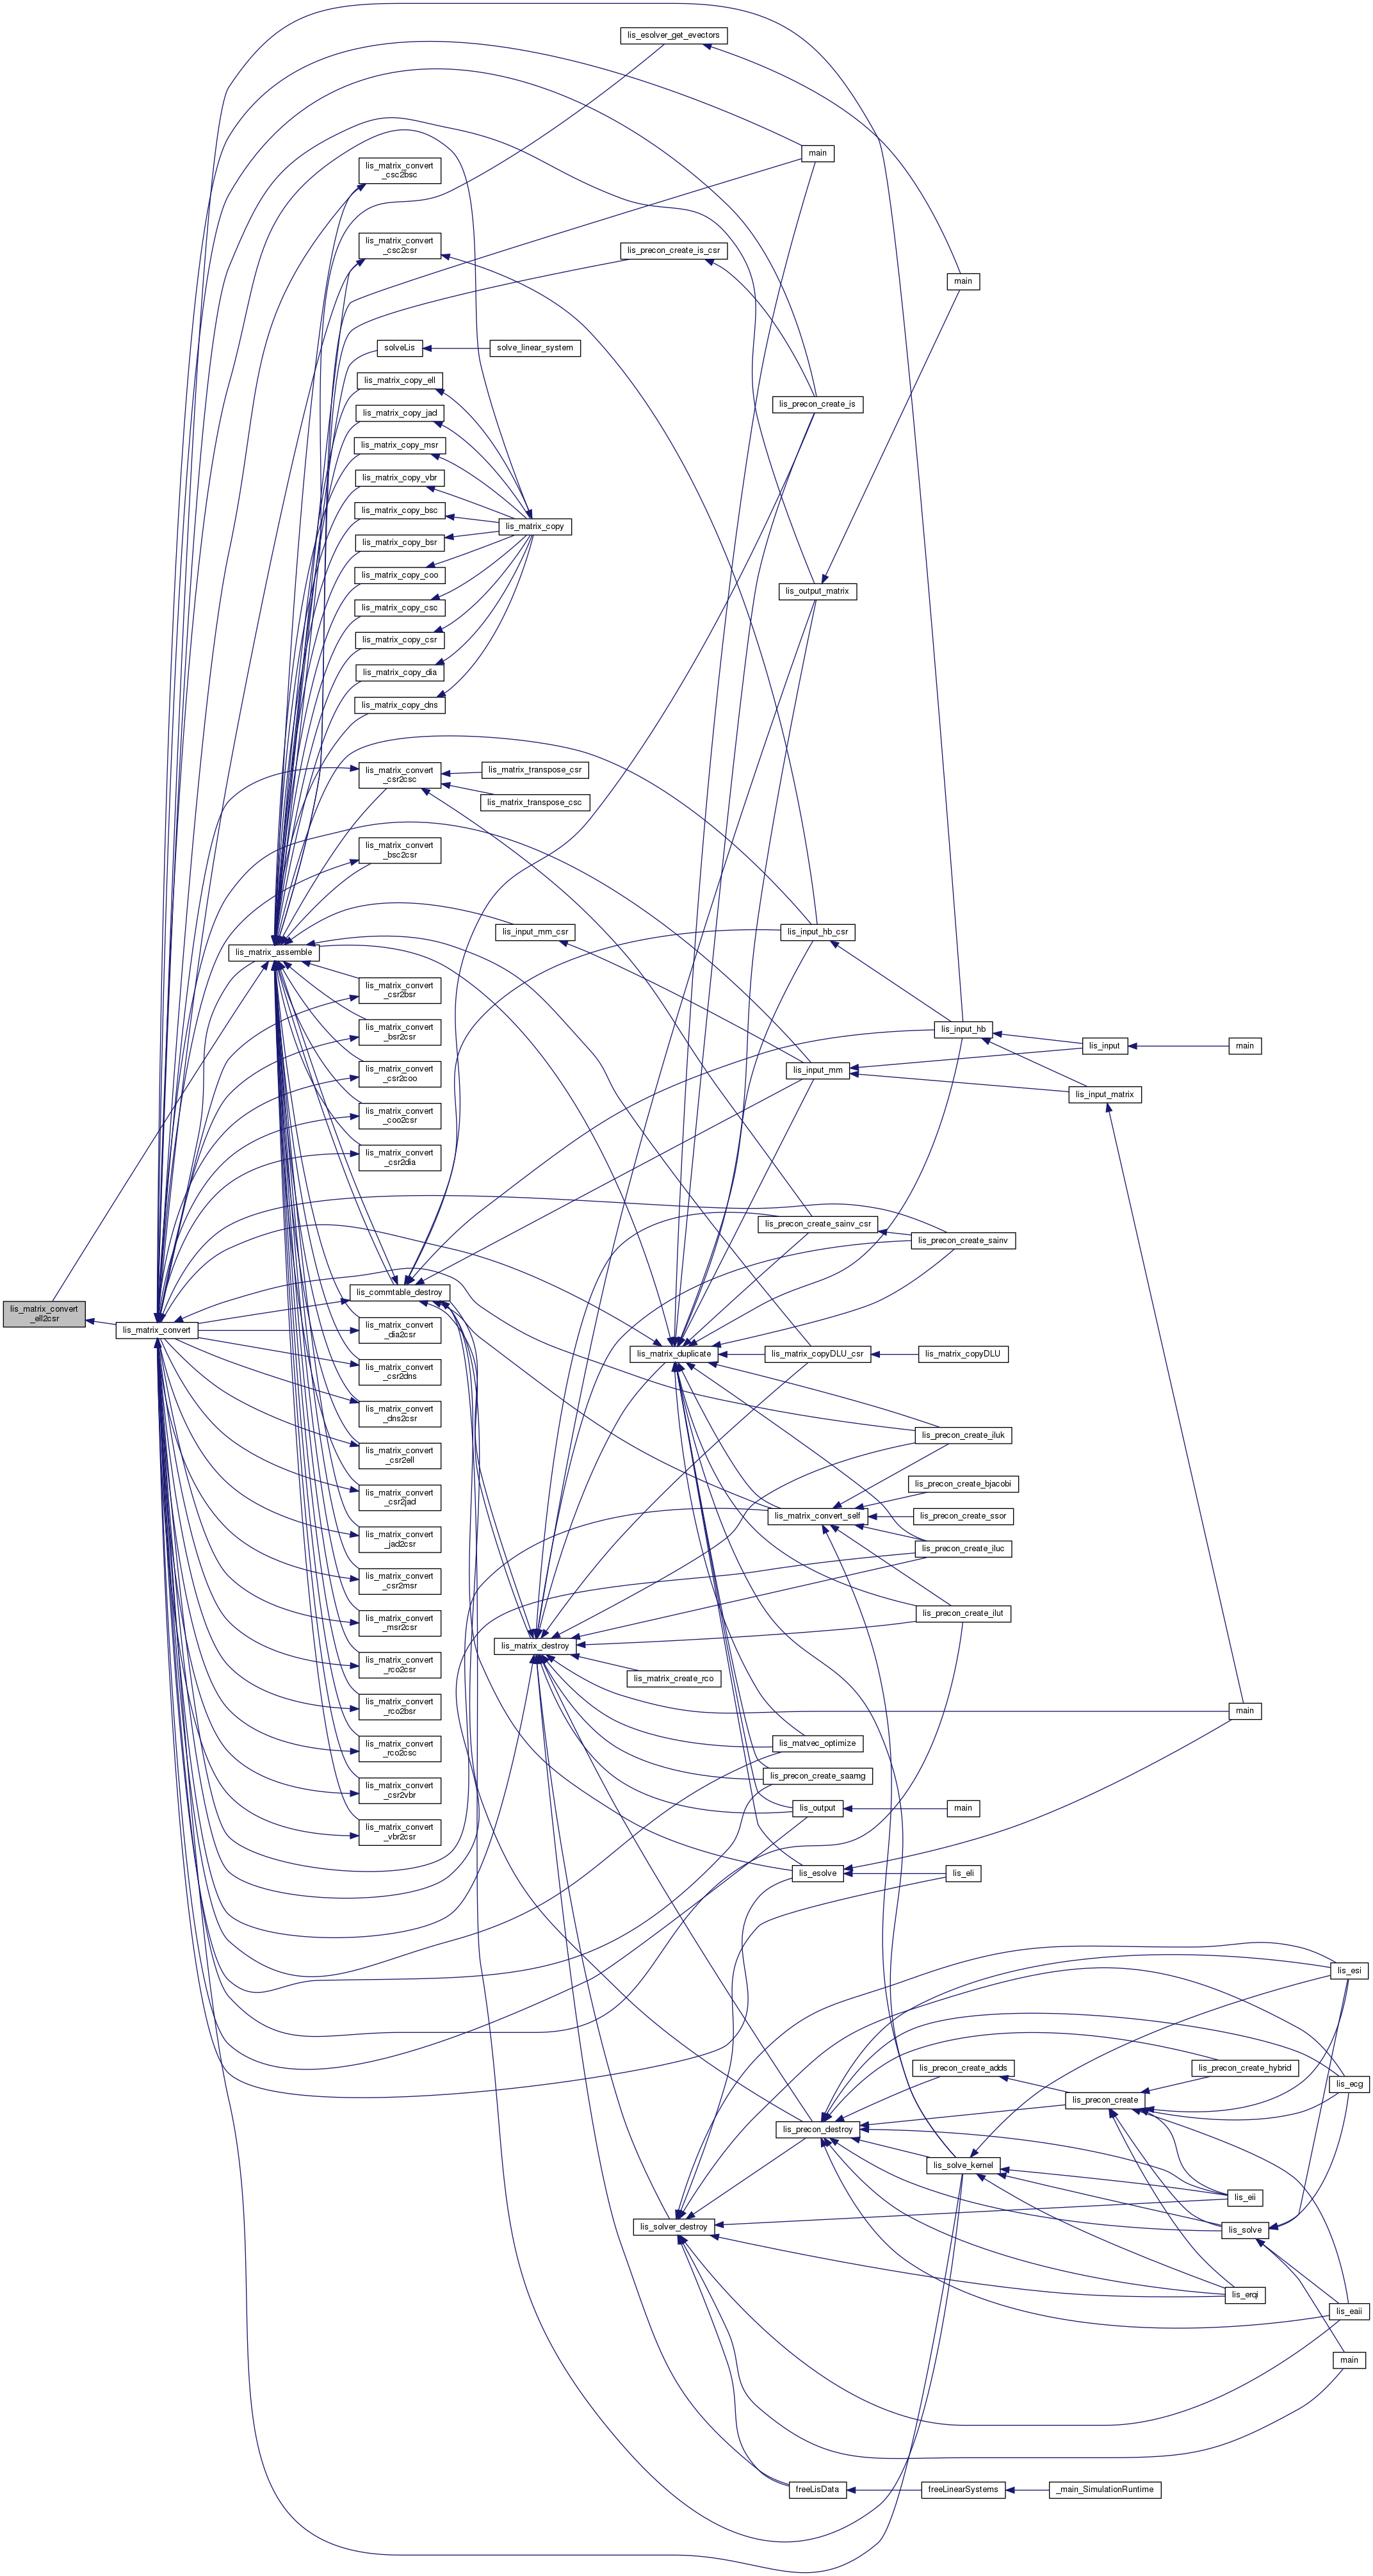 lis_esolver_get_evectors
main
lis_matrix_convert
_csc2bsc
lis_matrix_convert
_csc2csr
lis_precon_create_is_csr
main
solveLis
solve_linear_system
lis_matrix_copy_ell
lis_precon_create_is
lis_matrix_copy_jad
lis_matrix_copy_msr
lis_matrix_copy_vbr
lis_matrix_copy_bsc
lis_matrix_copy
lis_matrix_copy_bsr
lis_matrix_copy_coo
lis_output_matrix
lis_matrix_copy_csc
lis_matrix_copy_csr
lis_matrix_copy_dia
lis_matrix_copy_dns
lis_matrix_convert
_csr2csc
lis_matrix_transpose_csr
lis_matrix_transpose_csc
lis_matrix_convert
_bsc2csr
lis_input_mm_csr
lis_input_hb_csr
lis_matrix_assemble
lis_matrix_convert
_csr2bsr
lis_matrix_convert
_bsr2csr
lis_input_hb
lis_input
main
lis_matrix_convert
_csr2coo
lis_input_mm
lis_input_matrix
lis_matrix_convert
_coo2csr
lis_matrix_convert
_csr2dia
lis_precon_create_sainv_csr
lis_precon_create_sainv
lis_commtable_destroy
lis_matrix_convert
_ell2csr
lis_matrix_convert
lis_matrix_convert
_dia2csr
lis_matrix_duplicate
lis_matrix_copyDLU_csr
lis_matrix_copyDLU
lis_matrix_convert
_csr2dns
lis_matrix_convert
_dns2csr
lis_precon_create_iluk
lis_matrix_convert
_csr2ell
lis_precon_create_bjacobi
lis_matrix_convert
_csr2jad
lis_matrix_convert_self
lis_precon_create_ssor
lis_matrix_convert
_jad2csr
lis_precon_create_iluc
lis_matrix_convert
_csr2msr
lis_precon_create_ilut
lis_matrix_convert
_msr2csr
lis_matrix_destroy
lis_matrix_convert
_rco2csr
lis_matrix_create_rco
lis_matrix_convert
_rco2bsr
main
lis_matrix_convert
_rco2csc
lis_matvec_optimize
lis_precon_create_saamg
lis_matrix_convert
_csr2vbr
lis_output
main
lis_matrix_convert
_vbr2csr
lis_esolve
lis_eli
lis_esi
lis_precon_create_adds
lis_precon_create_hybrid
lis_ecg
lis_precon_create
lis_precon_destroy
lis_solve_kernel
lis_eii
lis_solver_destroy
lis_solve
lis_erqi
lis_eaii
main
freeLisData
freeLinearSystems
_main_SimulationRuntime